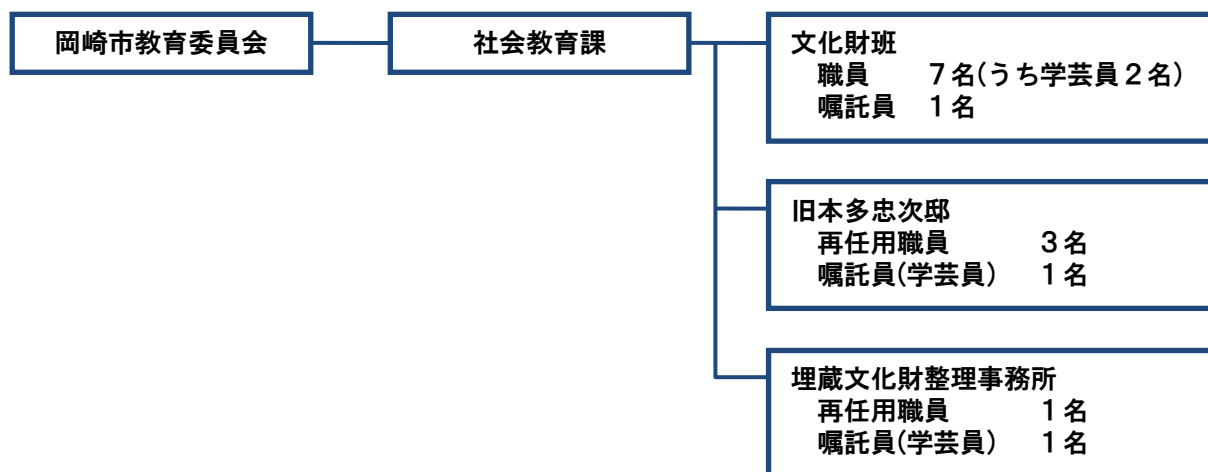 岡崎市教育委員会
社会教育課
文化財班
職員　　７名(うち学芸員２名)
嘱託員　１名
旧本多忠次邸
再任用職員　　　　３名
嘱託員(学芸員)　　１名
埋蔵文化財整理事務所
再任用職員　　　　１名
嘱託員(学芸員)　　１名